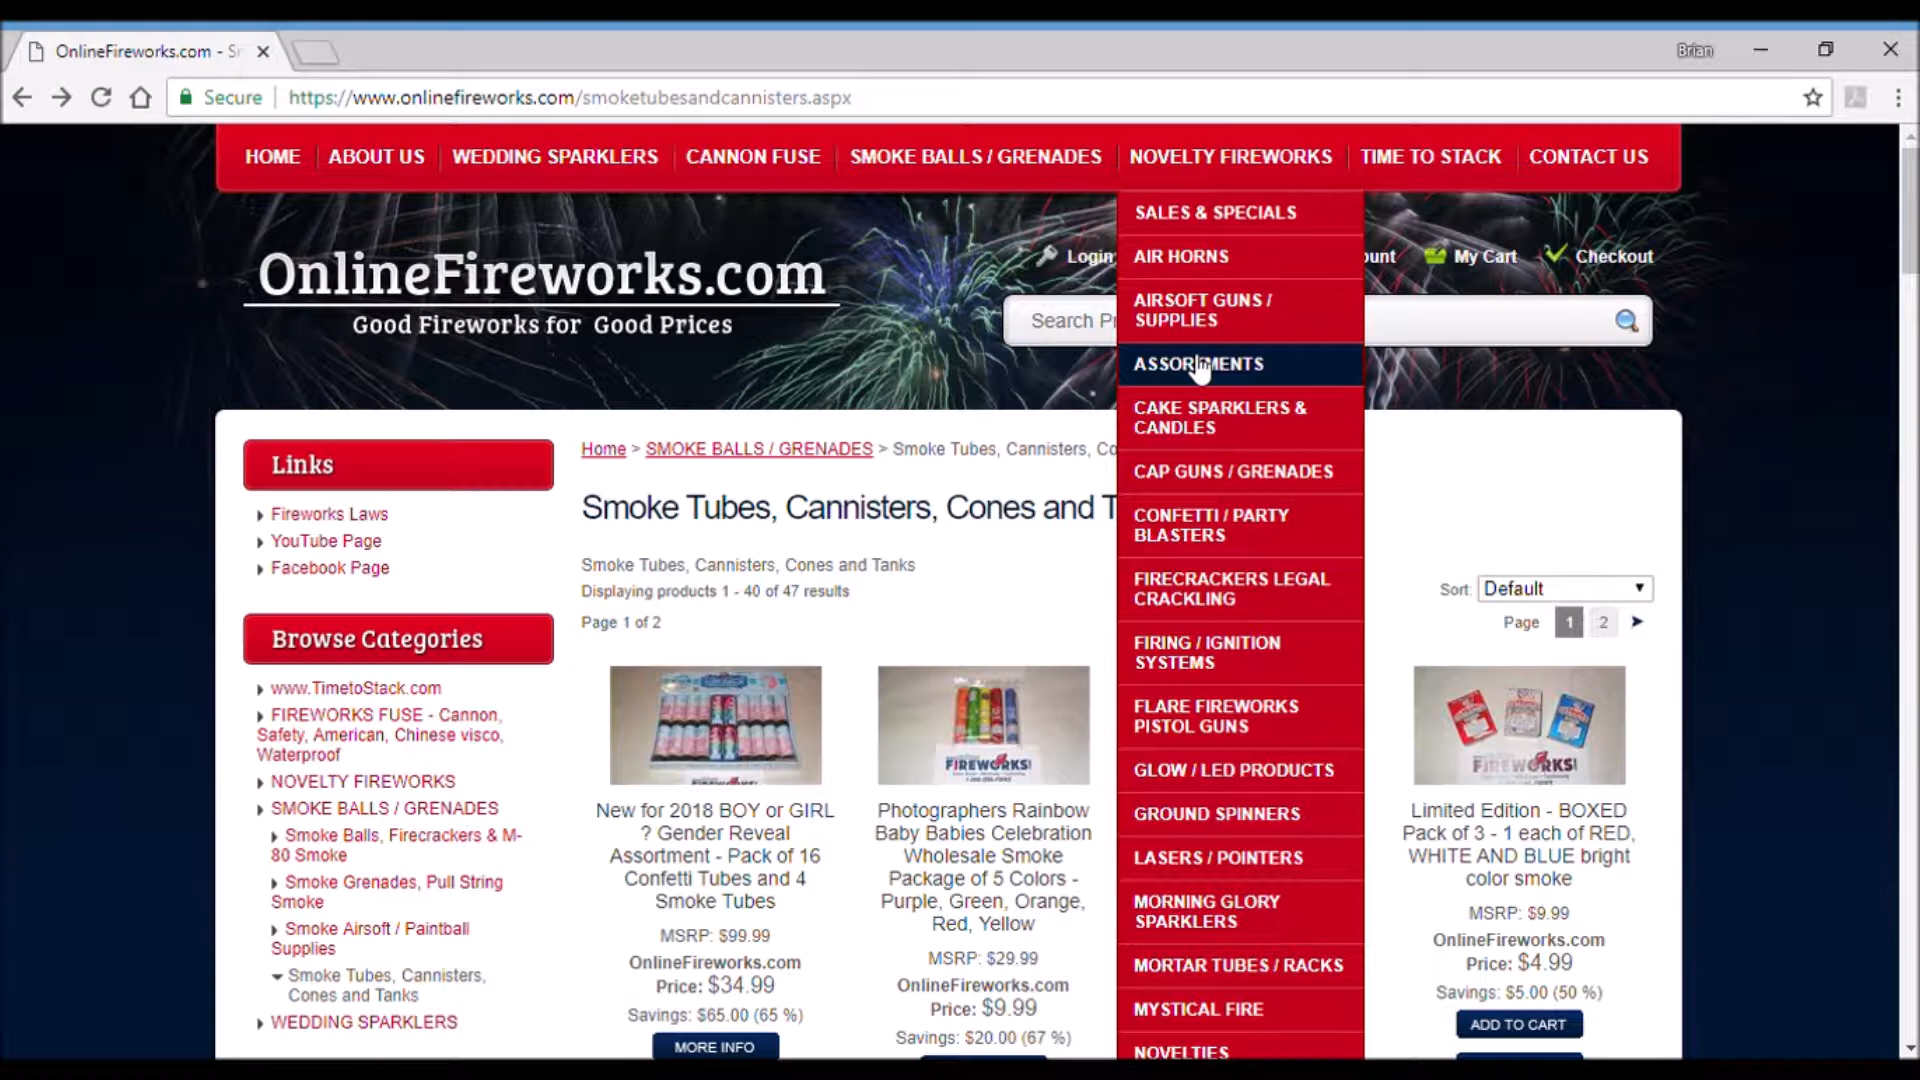 OnlineFireworks.com - Sm
Brian
Secure
https://www.onlinefireworks.com/smoketubesandcannisters.aspx
HOME
ABOUT US
WEDDING SPARKLERS
CANNON FUSE
SMOKE BALLS / GRENADES
NOVELTY FIREWORKS
TIME TO STACK
CONTACT US
OnlineFireworks.com
Good Fireworks for Good Prices
Login
ount
My Cart
Checkout
Search Pr
SALES & SPECIALS
AIR HORNS
AIRSOFT GUNS /
SUPPLIES
ASSORTMENTS
CAKE SPARKLERS &
CANDLES
CAP GUNS / GRENADES
CONFETTI / PARTY
BLASTERS
FIRECRACKERS LEGAL
CRACKLING
FIRING / IGNITION
SYSTEMS
FLARE FIREWORKS
PISTOL GUNS
GLOW / LED PRODUCTS
GROUND SPINNERS
LASERS / POINTERS
MORNING GLORY
SPARKLERS
MORTAR TUBES / RACKS
MYSTICAL FIRE
NOVELTIES
Links
Fireworks Laws
YouTube Page
Facebook Page
Browse Categories
www.TimetoStack.com
FIREWORKS FUSE - Cannon,
Safety, American, Chinese visco,
Waterproof
NOVELTY FIREWORKS
SMOKE BALLS / GRENADES
Smoke Balls, Firecrackers & M-
80 Smoke
Smoke Grenades, Pull String
Smoke
Smoke Airsoft / Paintball
Supplies
Smoke Tubes, Cannisters,
Cones and Tanks
WEDDING SPARKLERS
Home > SMOKE BALLS / GRENADES > Smoke Tubes, Cannisters, Co
Smoke Tubes, Cannisters, Cones and T
Smoke Tubes, Cannisters, Cones and Tanks
Displaying products 1 - 40 of 47 results
Page 1 of 2
Sort: Default
Page 1 2
New for 2018 BOY or GIRL
? Gender Reveal
Assortment - Pack of 16
Confetti Tubes and 4
Smoke Tubes
MSRP: $99.99
OnlineFireworks.com
Price: $34.99
Savings: $65.00 (65 %)
MORE INFO
FIREWORKS!
Photographers Rainbow
Baby Babies Celebration
Wholesale Smoke
Package of 5 Colors -
Purple, Green, Orange,
Red, Yellow
MSRP: $29.99
OnlineFireworks.com
Price: $9.99
Savings: $20.00 (67 %)
FIREWORKS!
Limited Edition - BOXED
Pack of 3 - 1 each of RED,
WHITE AND BLUE bright
color smoke
MSRP: $9.99
OnlineFireworks.com
Price: $4.99
Savings: $5.00 (50 %)
ADD TO CART